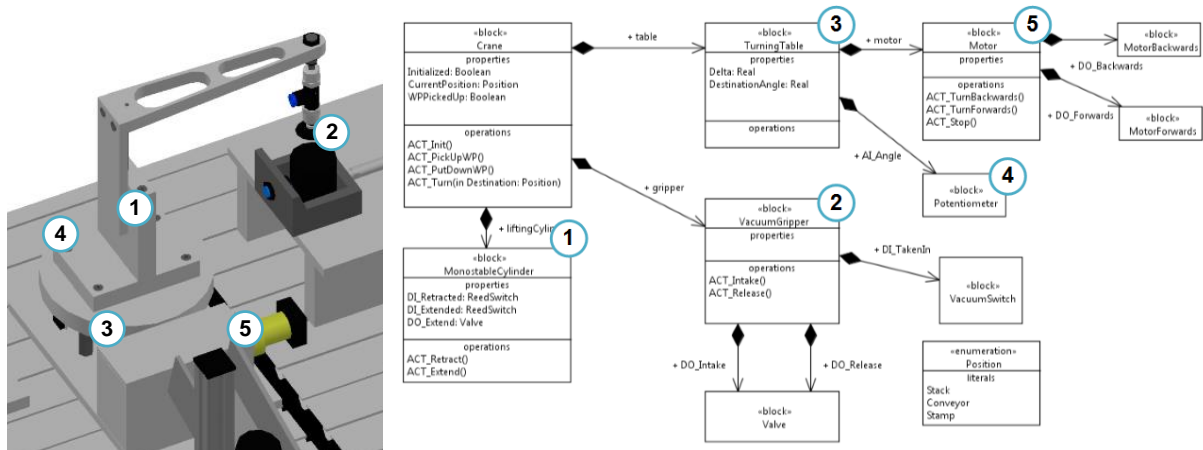 1
2
3
4
5
«block»
Crane
properties
Initialized: Boolean
CurrentPosition: Position
WPPickedUp: Boolean
operations
ACT_Init()
ACT_PickUpWP()
ACT_PutDownWP()
ACT_Turn(in Destination: Position)
+ table
«block»
TurningTable
3
properties
Delta: Real
DestinationAngle: Real
operations
+ motor
«block»
Motor
5
properties
operations
ACT_TurnBackwards()
ACT_TurnForwards()
ACT_Stop()
«block»
MotorBackwards
+ DO_Backwards
«block»
MotorForwards
+ DO_Forwards
+ AI_Angle
«block»
Potentiometer
4
+ gripper
«block»
VacuumGripper
2
properties
operations
ACT_Intake()
ACT_Release()
+ DI_TakenIn
«block»
VacuumSwitch
+ liftingCylin
1
«block»
MonostableCylinder
properties
DI_Retracted: ReedSwitch
DI_Extended: ReedSwitch
DO_Extend: Valve
operations
ACT_Retract()
ACT_Extend()
+ DO_Intake
+ DO_Release
«block»
Valve
«enumeration»
Position
literals
Stack
Conveyor
Stamp